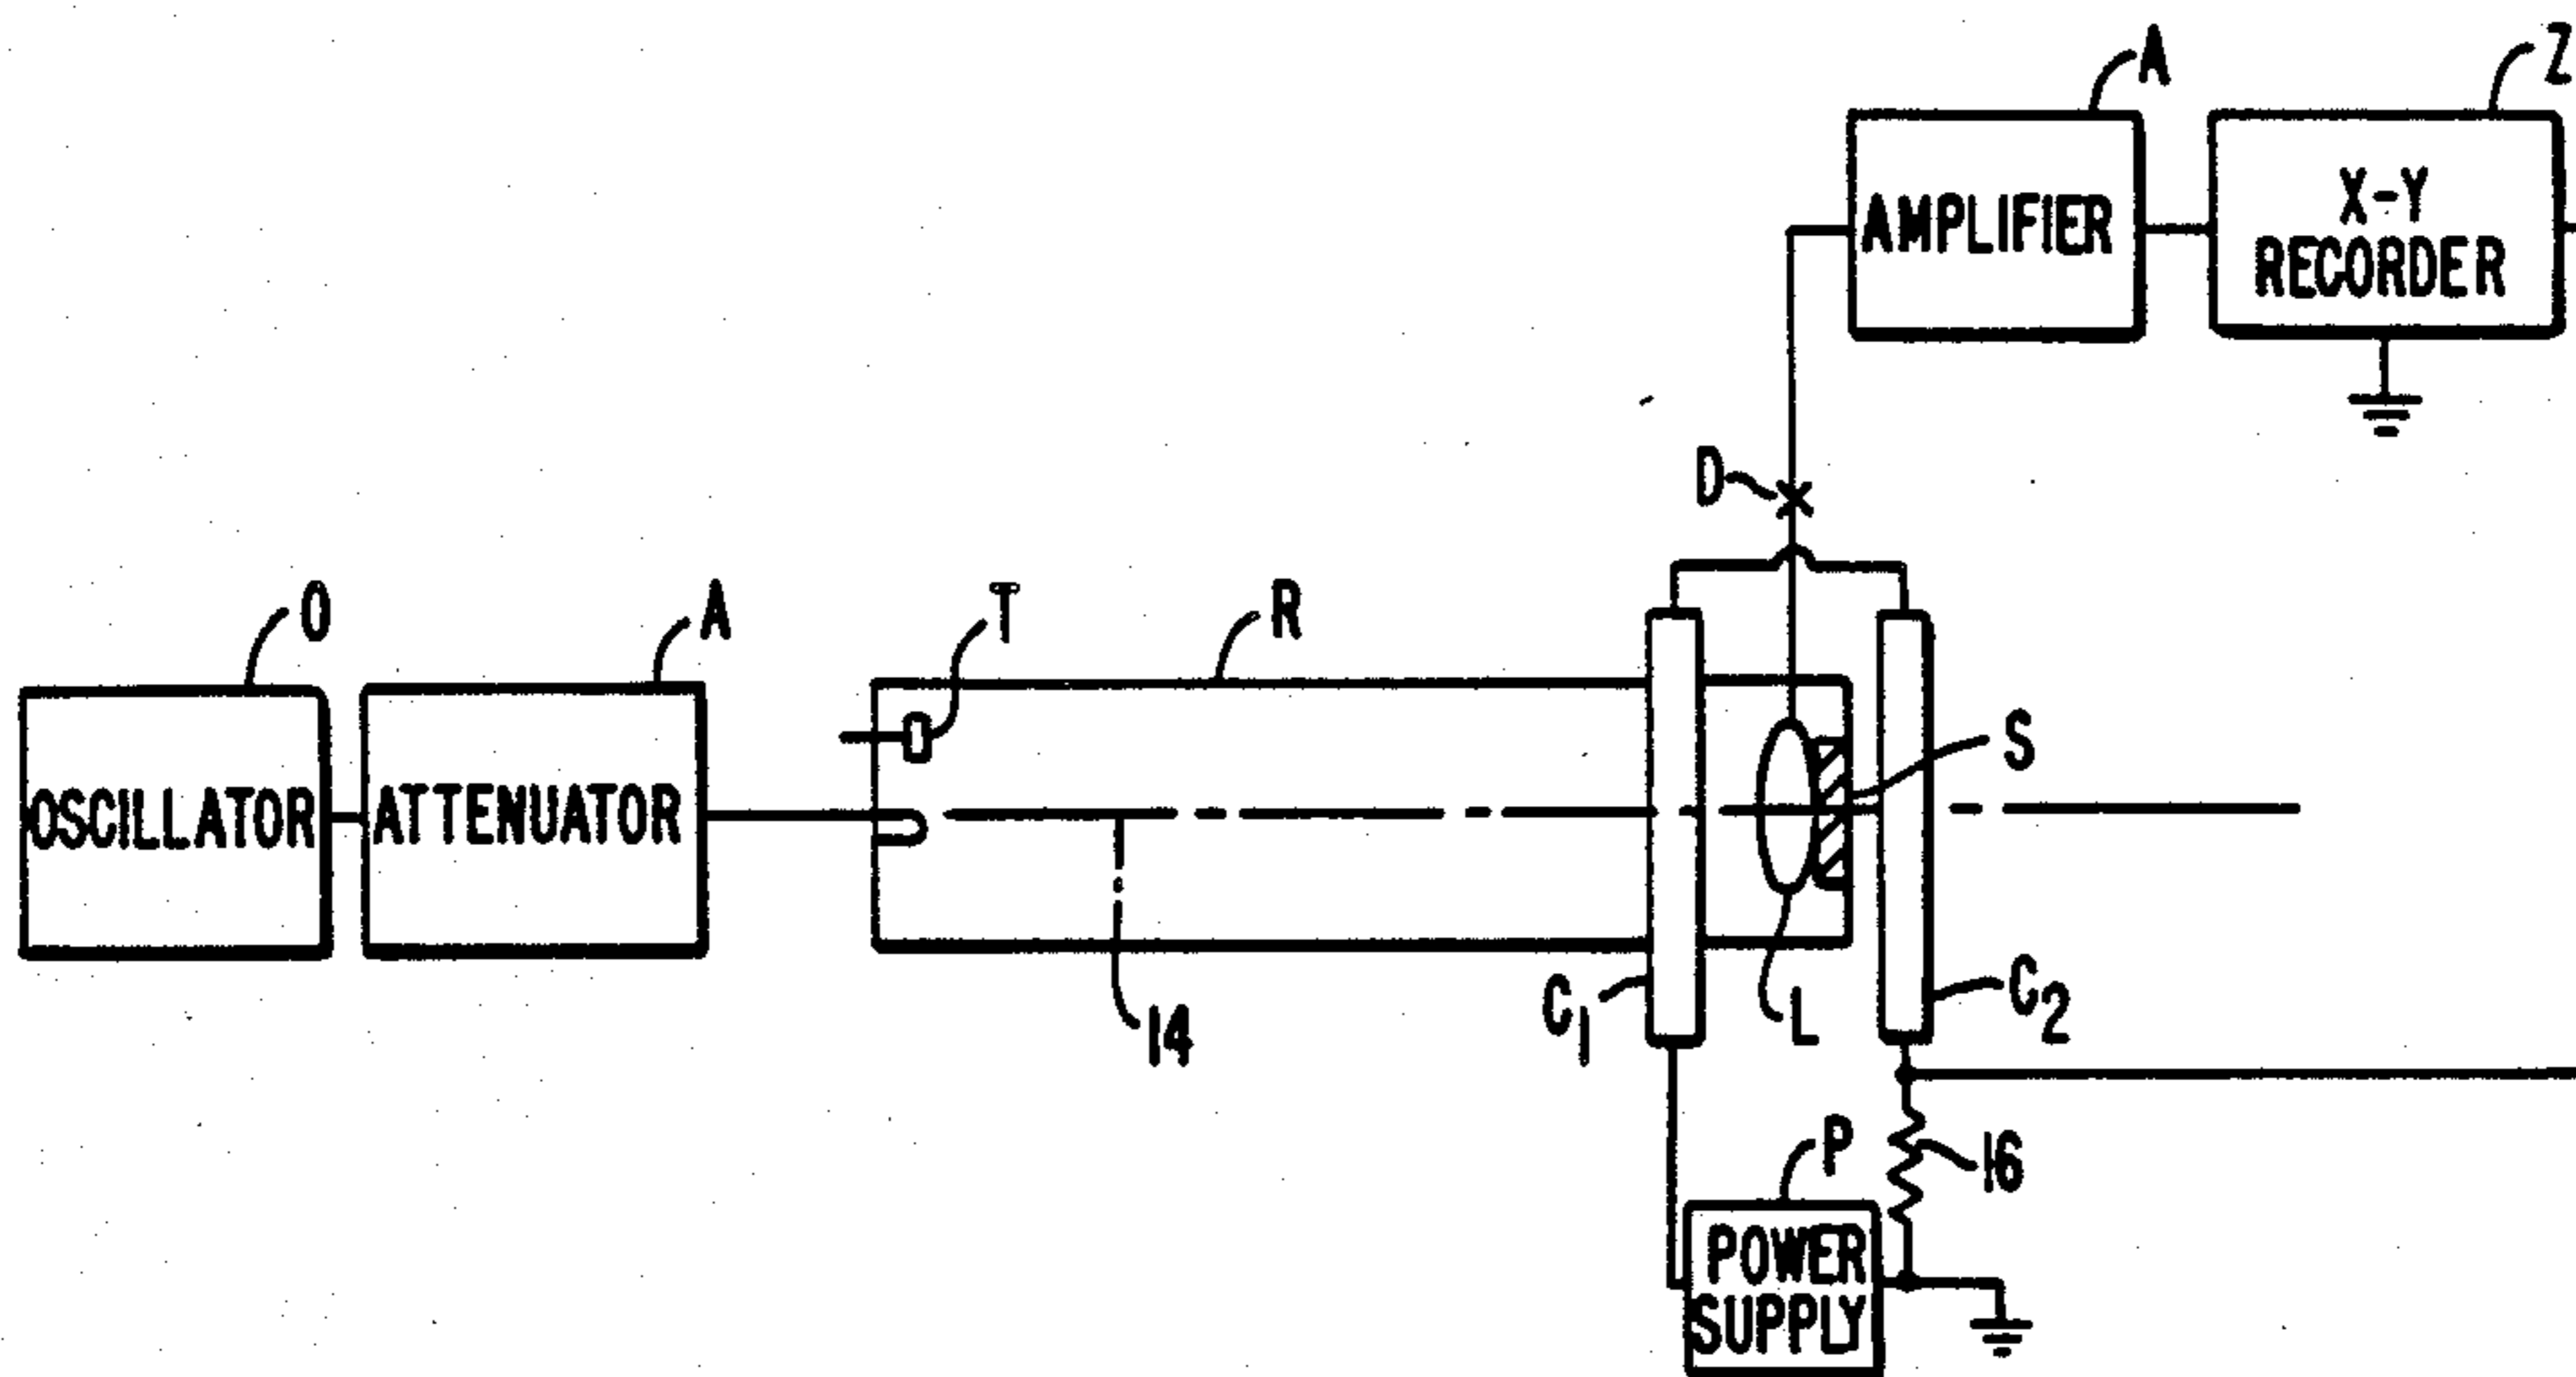 A
Z
AMPLIFIER
X-Y
RECORDER
D
O
A
T
R
S
OSCILLATOR
ATTENUATOR
C1
14
L
C2
P
16
POWER
SUPPLY